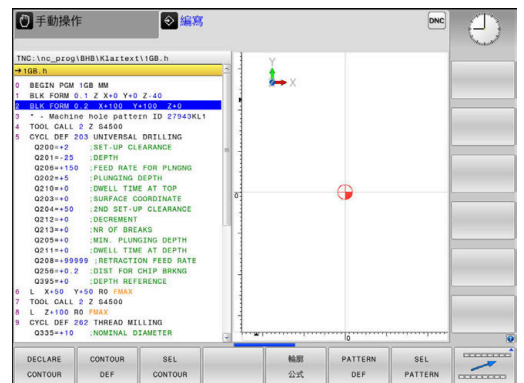 手動操作
編寫
DNC
TNC:\nc_prog\BHB\Klartext\1GB.h
→1GB.h
0 BEGIN PGM 1GB MM
1 BLK FORM 0.1 Z X+0 Y+0 Z-40
2 BLK FORM 0.2 X+100 Y+100 Z+0
3 * - Machine hole pattern ID 27943KL1
4 TOOL CALL 2 Z S4500
5 CYCL DEF 203 UNIVERSAL DRILLING
Q200=+2 ;SET-UP CLEARANCE
Q201=-25 ;DEPTH
Q206=+150 ;FEED RATE FOR PLNGNG
Q202=+5 ;PLUNGING DEPTH
Q210=+0 ;DWELL TIME AT TOP
Q203=+0 ;SURFACE COORDINATE
Q204=+50 ;2ND SET-UP CLEARANCE
Q212=+0 ;DECREMENT
Q213=+0 ;NR OF BREAKS
Q205=+0 ;MIN. PLUNGING DEPTH
Q211=+0 ;DWELL TIME AT DEPTH
Q208=+99999 ;RETRACTION FEED RATE
Q256=+0.2 ;DIST FOR CHIP BRKNG
Q395=+0 ;DEPTH REFERENCE
6 L X+50 Y+50 R0 FMAX
7 TOOL CALL 2 Z S4500
8 L Z+100 R0 FMAX
9 CYCL DEF 262 THREAD MILLING
Q335=+10 ;NOMINAL DIAMETER
Y
X
0
0
DECLARE CONTOUR
CONTOUR DEF
SEL CONTOUR
輪廓 公式
PATTERN DEF
SEL PATTERN